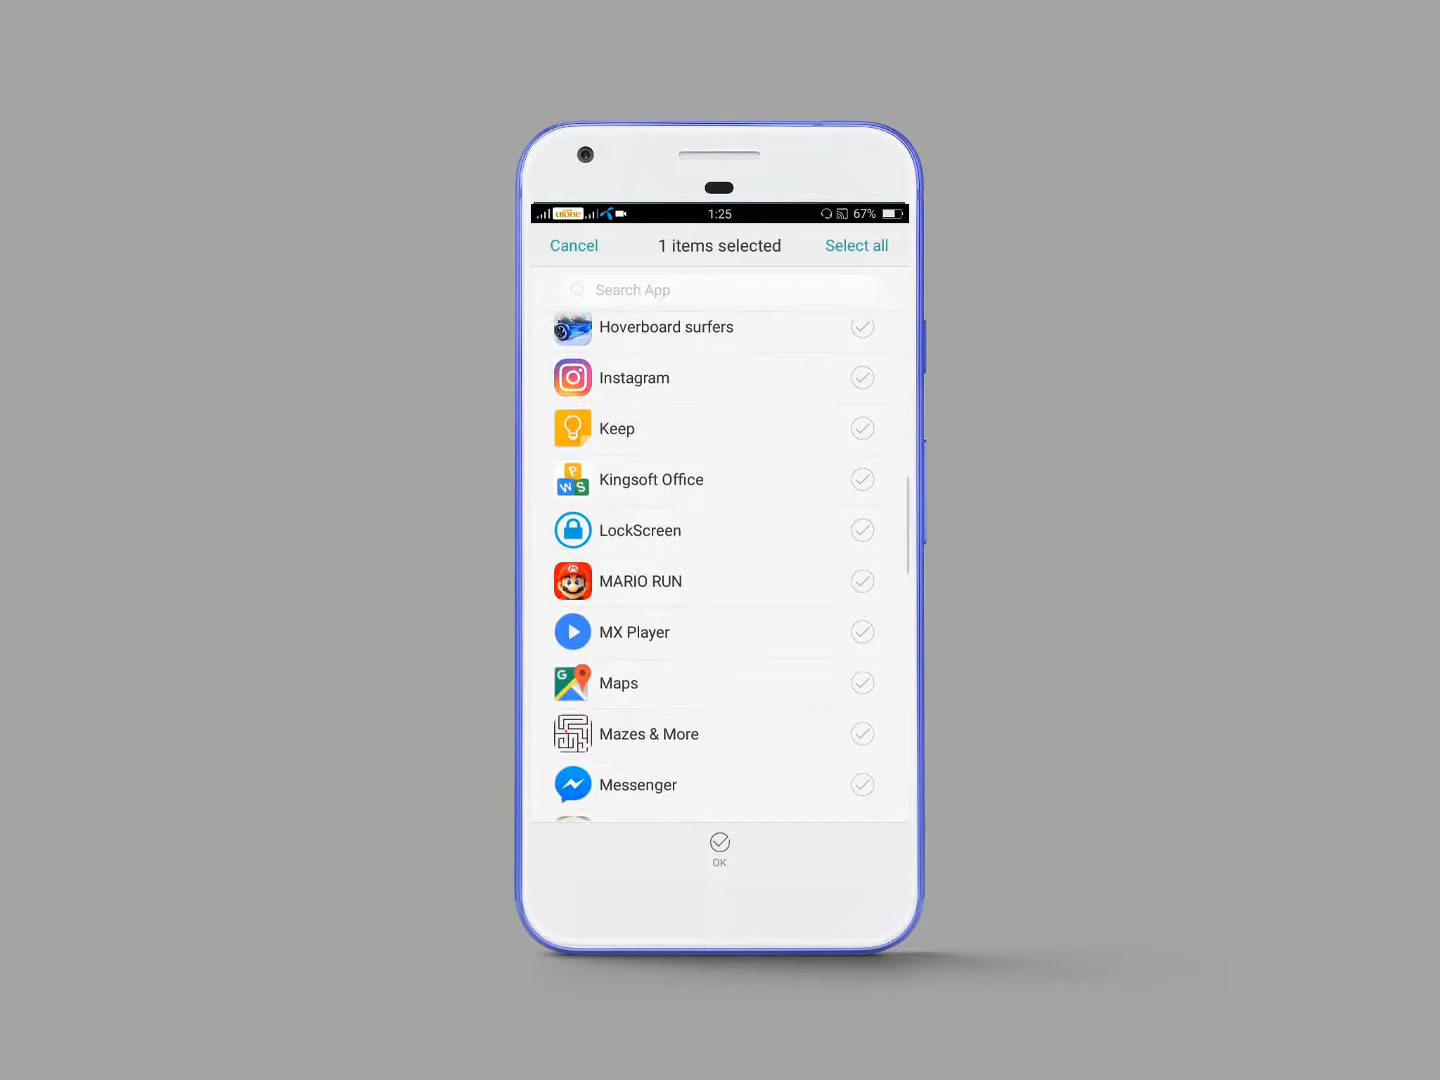 ufone 1:25 67%
Cancel 1 items selected Select all
Search App
Hoverboard surfers
Instagram
Keep
Kingsoft Office
P
W S
LockScreen
MARIO RUN
M
MX Player
G
Maps
Mazes & More
Messenger
OK